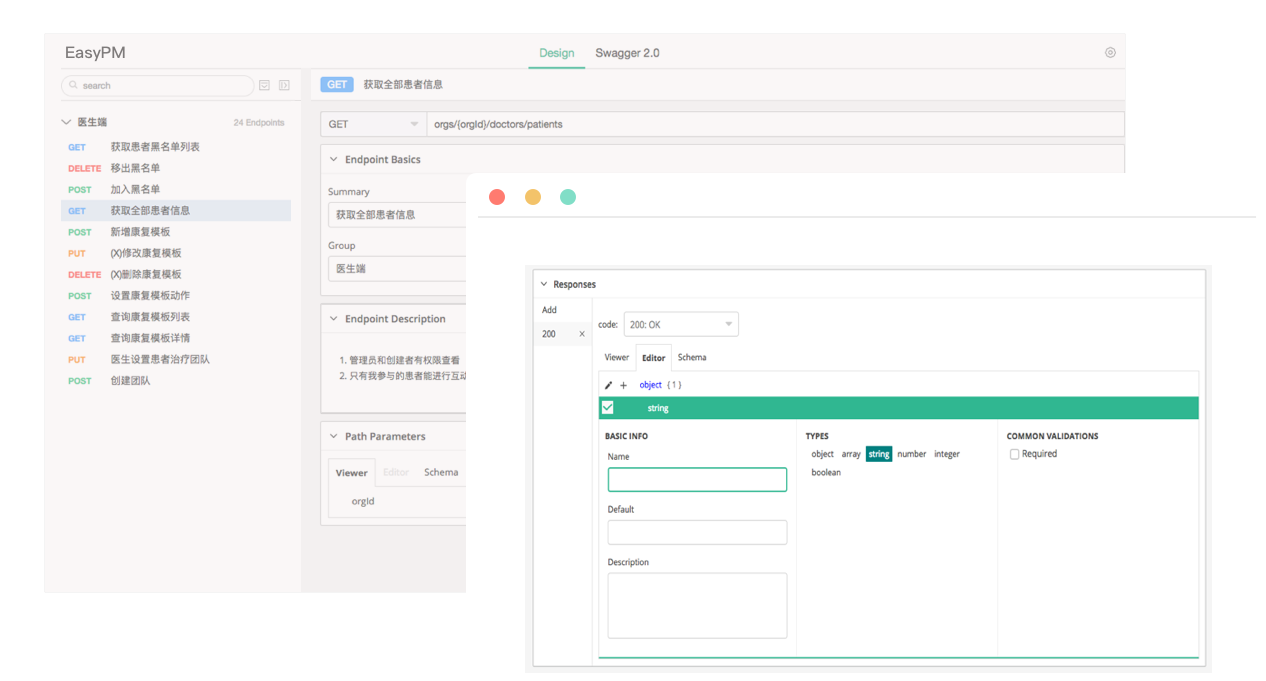 EasyPM
Design
Swagger 2.0
search
GET 获取全部患者信息
医生端 24 Endpoints
GET orgs/{orgId}/doctors/patients
GET 获取患者黑名单列表
DELETE 移出黑名单
POST 加入黑名单
GET 获取全部患者信息
POST 新增康复模板
PUT (X)修改康复模板
DELETE (X)删除康复模板
POST 设置康复模板动作
GET 查询康复模板列表
GET 查询康复模板详情
PUT 医生设置患者治疗团队
POST 创建团队
Endpoint Basics
Summary
获取全部患者信息
Group
医生端
Endpoint Description
1. 管理员和创建者有权限查看
2. 只有我参与的患者能进行互动
Path Parameters
Viewer Editor Schema
orgId
Responses
Add
200 ×
code: 200: OK
Viewer Editor Schema
object {1}
string
BASIC INFO
Name
Default
Description
TYPES
object array string number integer
boolean
COMMON VALIDATIONS
Required